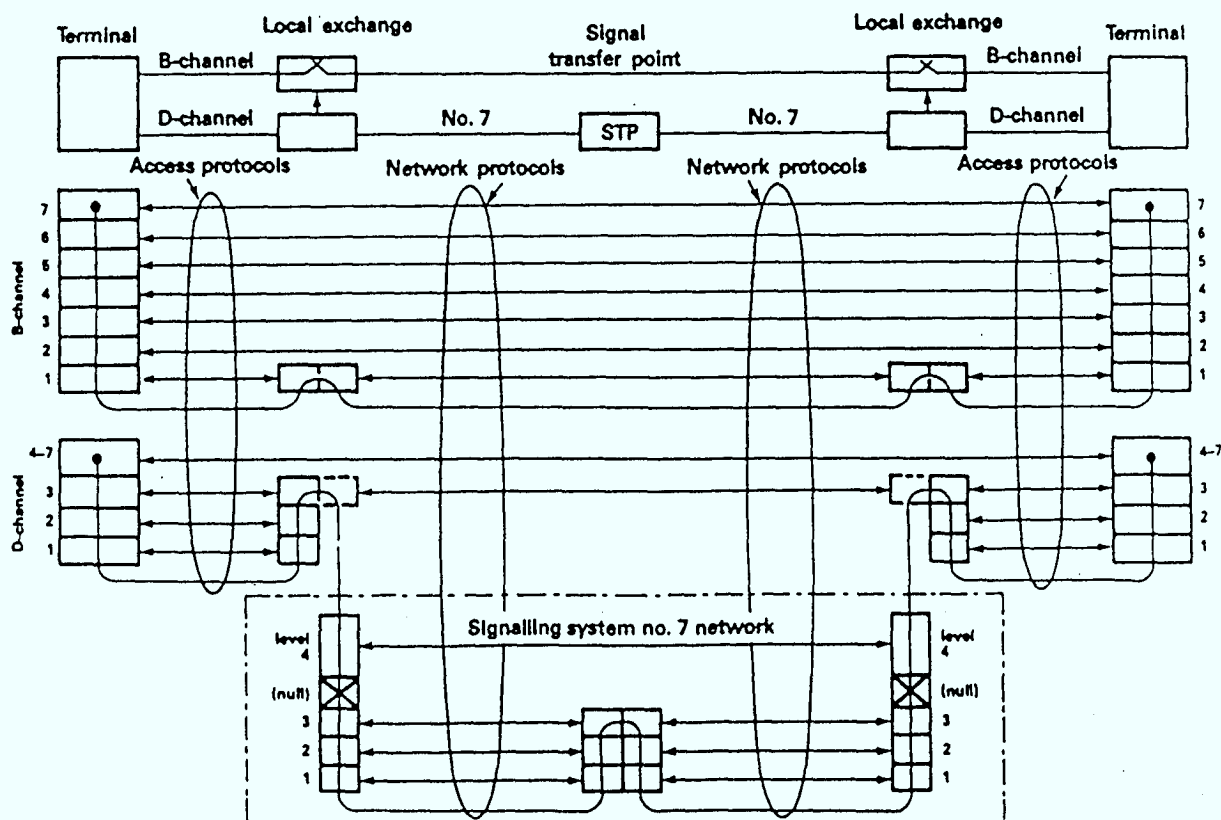 Terminal
Local exchange
Signal
transfer point
Local exchange
Terminal
B-channel
B-channel
D-channel
No. 7
STP
No. 7
D-channel
Access protocols
Network protocols
Network protocols
Access protocols
B-channel
7
6
5
4
3
2
1
7
6
5
4
3
2
1
D-channel
4–7
3
2
1
4–7
3
2
1
Signalling system no. 7 network
level
4
(null)
3
2
1
level
4
(null)
3
2
1